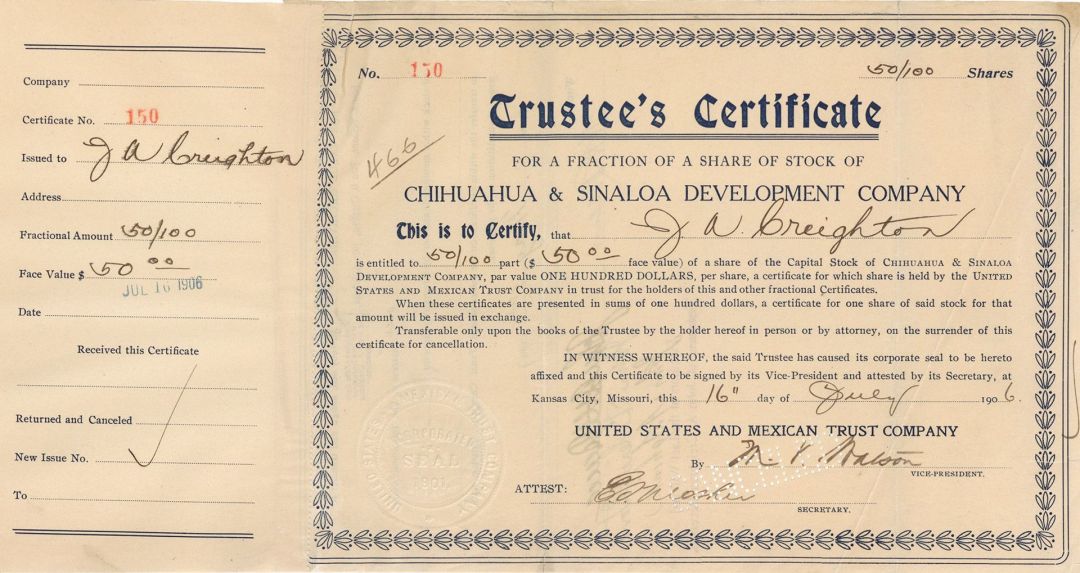 Company
Certificate No. 150
Issued to J A Creighton
Address
Fractional Amount 50/100
Face Value $ 50 00
JUL 16 1906
Date
Received this Certificate
Returned and Canceled
New Issue No.
To
No. 150 50/100 Shares
Trustee's Certificate
466
FOR A FRACTION OF A SHARE OF STOCK OF
CHIHUAHUA & SINALOA DEVELOPMENT COMPANY
This is to Certify, that J A. Creighton
is entitled to 50/100 part ($ 50 00 face value) of a share of the Capital Stock of CHIHUAHUA & SINALOA
DEVELOPMENT COMPANY, par value ONE HUNDRED DOLLARS, per share, a certificate for which share is held by the UNITED
STATES AND MEXICAN TRUST COMPANY in trust for the holders of this and other fractional Certificates.
When these certificates are presented in sums of one hundred dollars, a certificate for one share of said stock for that
amount will be issued in exchange.
Transferable only upon the books of the Trustee by the holder hereof in person or by attorney, on the surrender of this
certificate for cancellation.
IN WITNESS WHEREOF, the said Trustee has caused its corporate seal to be hereto
affixed and this Certificate to be signed by its Vice-President and attested by its Secretary, at
Kansas City, Missouri, this 16" day of July 1906.
UNITED STATES AND MEXICAN TRUST COMPANY
By M. V. Watson
VICE-PRESIDENT.
ATTEST:
SECRETARY.
UNITED STATES AND MEXICAN TRUST COMPANY
INCORPORATED
SEAL
1901